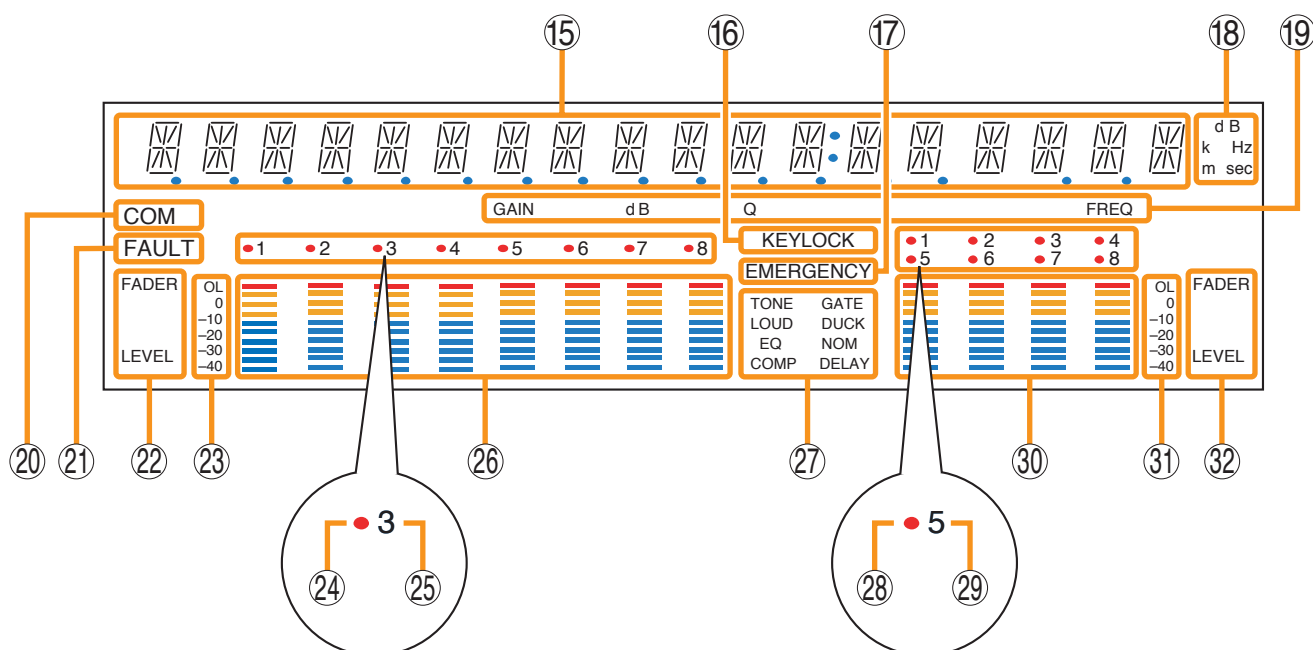 ⑮ ⑯ ⑰ ⑱ ⑲
d B
k Hz
m sec
GAIN d B Q FREQ
⑳ COM
㉑ FAULT
1 2 3 4 5 6 7 8
KEYLOCK
EMERGENCY
1 2 3 4
5 6 7 8
FADER
LEVEL
OL
0
–10
–20
–30
–40
TONE GATE
LOUD DUCK
EQ NOM
COMP DELAY
OL
0
–10
–20
–30
–40
FADER
LEVEL
㉒ ㉓ ㉖ ㉗ ㉚ ㉛ ㉜
3
㉔ ㉕
5
㉘ ㉙